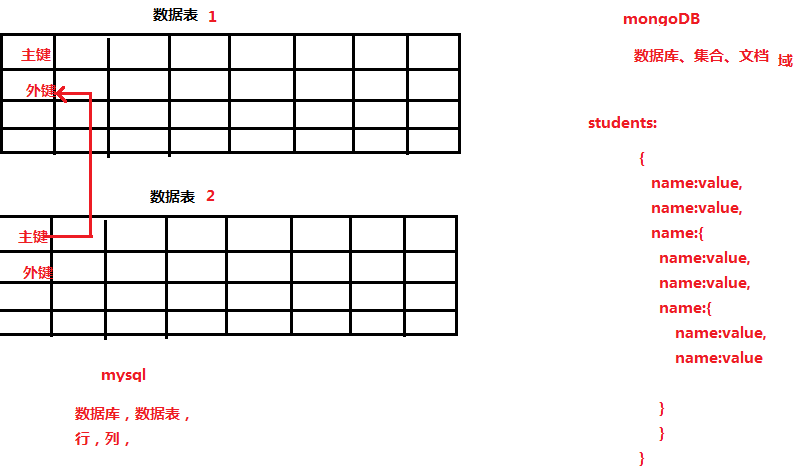 数据表 1
主键
外键
数据表 2
主键
外键
mysql
数据库，数据表，
行，列，
mongoDB
数据库、集合、文档 域
students:
{
name:value,
name:value,
name:{
name:value,
name:value,
name:{
name:value,
name:value
}
}
}